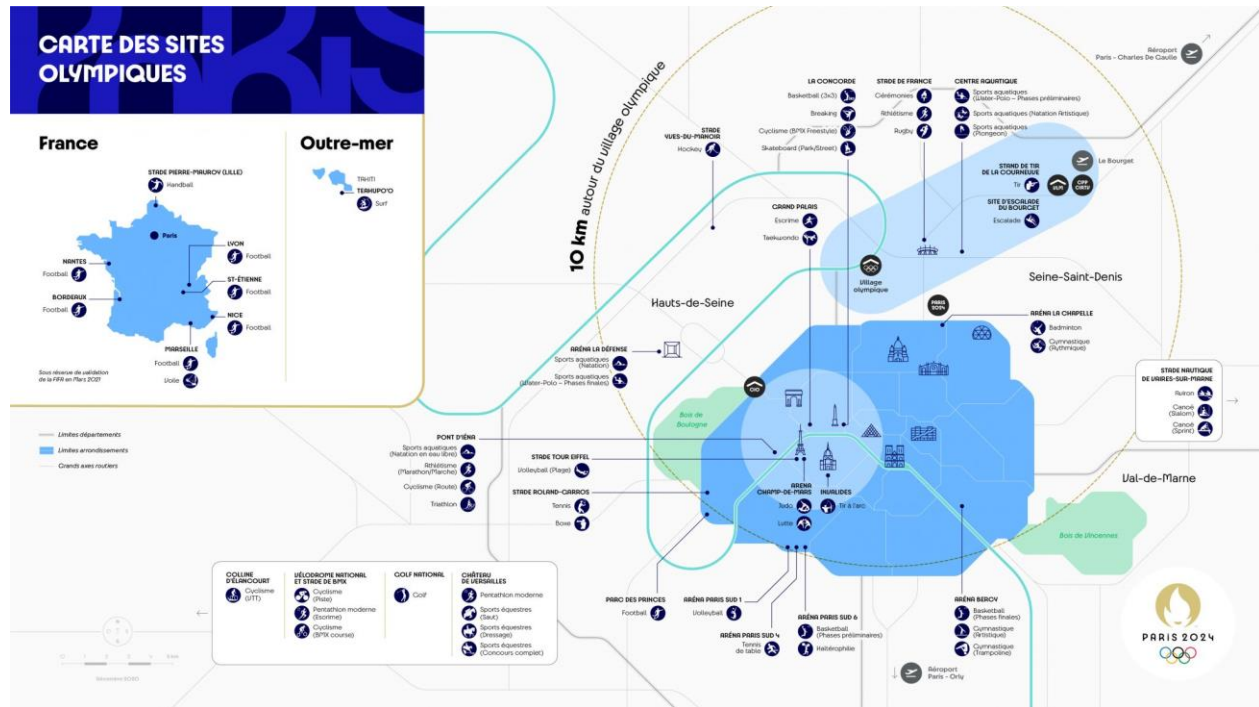 CARTE DES SITES
OLYMPIQUES
France
STADE PIERRE-MAUROY (LILLE)
Handball
Paris
LYON
Football
NANTES
Football
ST-ÉTIENNE
Football
BORDEAUX
Football
NICE
Football
MARSEILLE
Football
Voile
Sous réserve de validation
de la FIFA en Mars 2021
Outre-mer
TAHITI
TEAHUPO'O
Surf
Limites départements
Limites arrondissements
Grands axes routiers
10 km autour du village olympique
STADE
YVES-DU-MANOIR
Hockey
LA CONCORDE
Basketball (3x3)
Breaking
Cyclisme (BMX Freestyle)
Skateboard (Park/Street)
STADE DE FRANCE
Cérémonies
Athlétisme
Rugby
CENTRE AQUATIQUE
Sports aquatiques
(Water-Polo – Phases préliminaires)
Sports aquatiques (Natation Artistique)
Sports aquatiques
(Plongeon)
Aéroport
Paris - Charles De Gaulle
Le Bourget
STAND DE TIR
DE LA COURNEUVE
Tir
SITE D'ESCALADE
DU BOURGET
Escalade
GRAND PALAIS
Escrime
Taekwondo
Village
olympique
Seine-Saint-Denis
Hauts-de-Seine
PARIS
2024
ARÉNA LA CHAPELLE
Badminton
Gymnastique
(Rythmique)
ARÉNA LA DÉFENSE
Sports aquatiques
(Natation)
Sports aquatiques
(Water-Polo – Phases finales)
STADE NAUTIQUE
DE VAIRES-SUR-MARNE
Aviron
Canoë
(Slalom)
Canoë
(Sprint)
Bois de
Boulogne
PONT D'IÉNA
Sports aquatiques
(Natation en eau libre)
Athlétisme
(Marathon/Marche)
Cyclisme (Route)
Triathlon
STADE TOUR EIFFEL
Volleyball (Plage)
STADE ROLAND-GARROS
Tennis
Boxe
ARENA
CHAMP-DE-MARS
Judo
Lutte
INVALIDES
Tir à l'arc
Val-de-Marne
Bois de Vincennes
COLLINE
D'ÉLANCOURT
Cyclisme
(VTT)
VÉLODROME NATIONAL
ET STADE DE BMX
Cyclisme
(Piste)
Pentathlon moderne
(Escrime)
Cyclisme
(BMX course)
GOLF NATIONAL
Golf
CHÂTEAU
DE VERSAILLES
Pentathlon moderne
Sports équestres
(Saut)
Sports équestres
(Dressage)
Sports équestres
(Concours complet)
PARC DES PRINCES
Football
ARÉNA PARIS SUD 1
Volleyball
ARÉNA PARIS SUD 4
Tennis
de table
ARÉNA PARIS SUD 6
Basketball
(Phases préliminaires)
Haltérophilie
ARÉNA BERCY
Basketball
(Phases finales)
Gymnastique
(Artistique)
Gymnastique
(Trampoline)
Aéroport
Paris - Orly
PARIS 2024